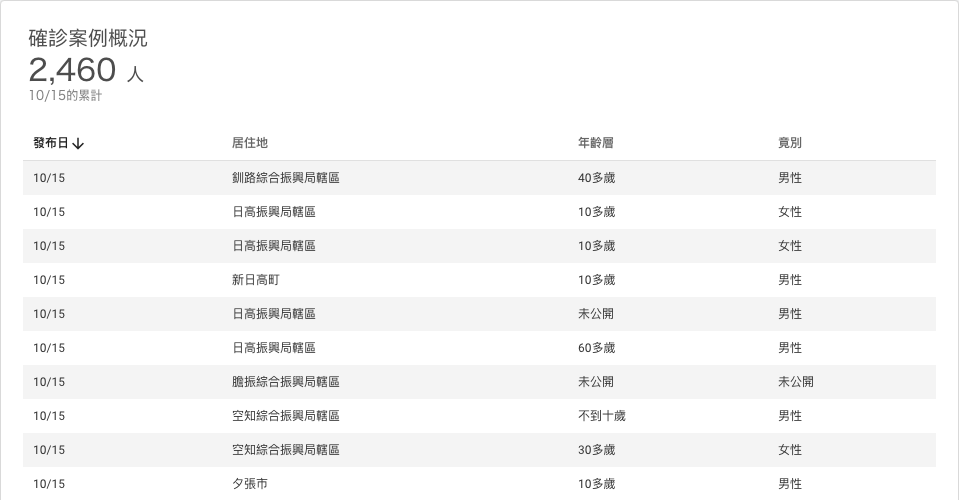 確診案例概況
2,460 人
10/15的累計
發布日↓ 居住地 年齡層 竟別
10/15 釧路綜合振興局轄區 40多歲 男性
10/15 日高振興局轄區 10多歲 女性
10/15 日高振興局轄區 10多歲 女性
10/15 新日高町 10多歲 男性
10/15 日高振興局轄區 未公開 男性
10/15 日高振興局轄區 60多歲 男性
10/15 膽振綜合振興局轄區 未公開 未公開
10/15 空知綜合振興局轄區 不到十歲 男性
10/15 空知綜合振興局轄區 30多歲 女性
10/15 夕張市 10多歲 男性